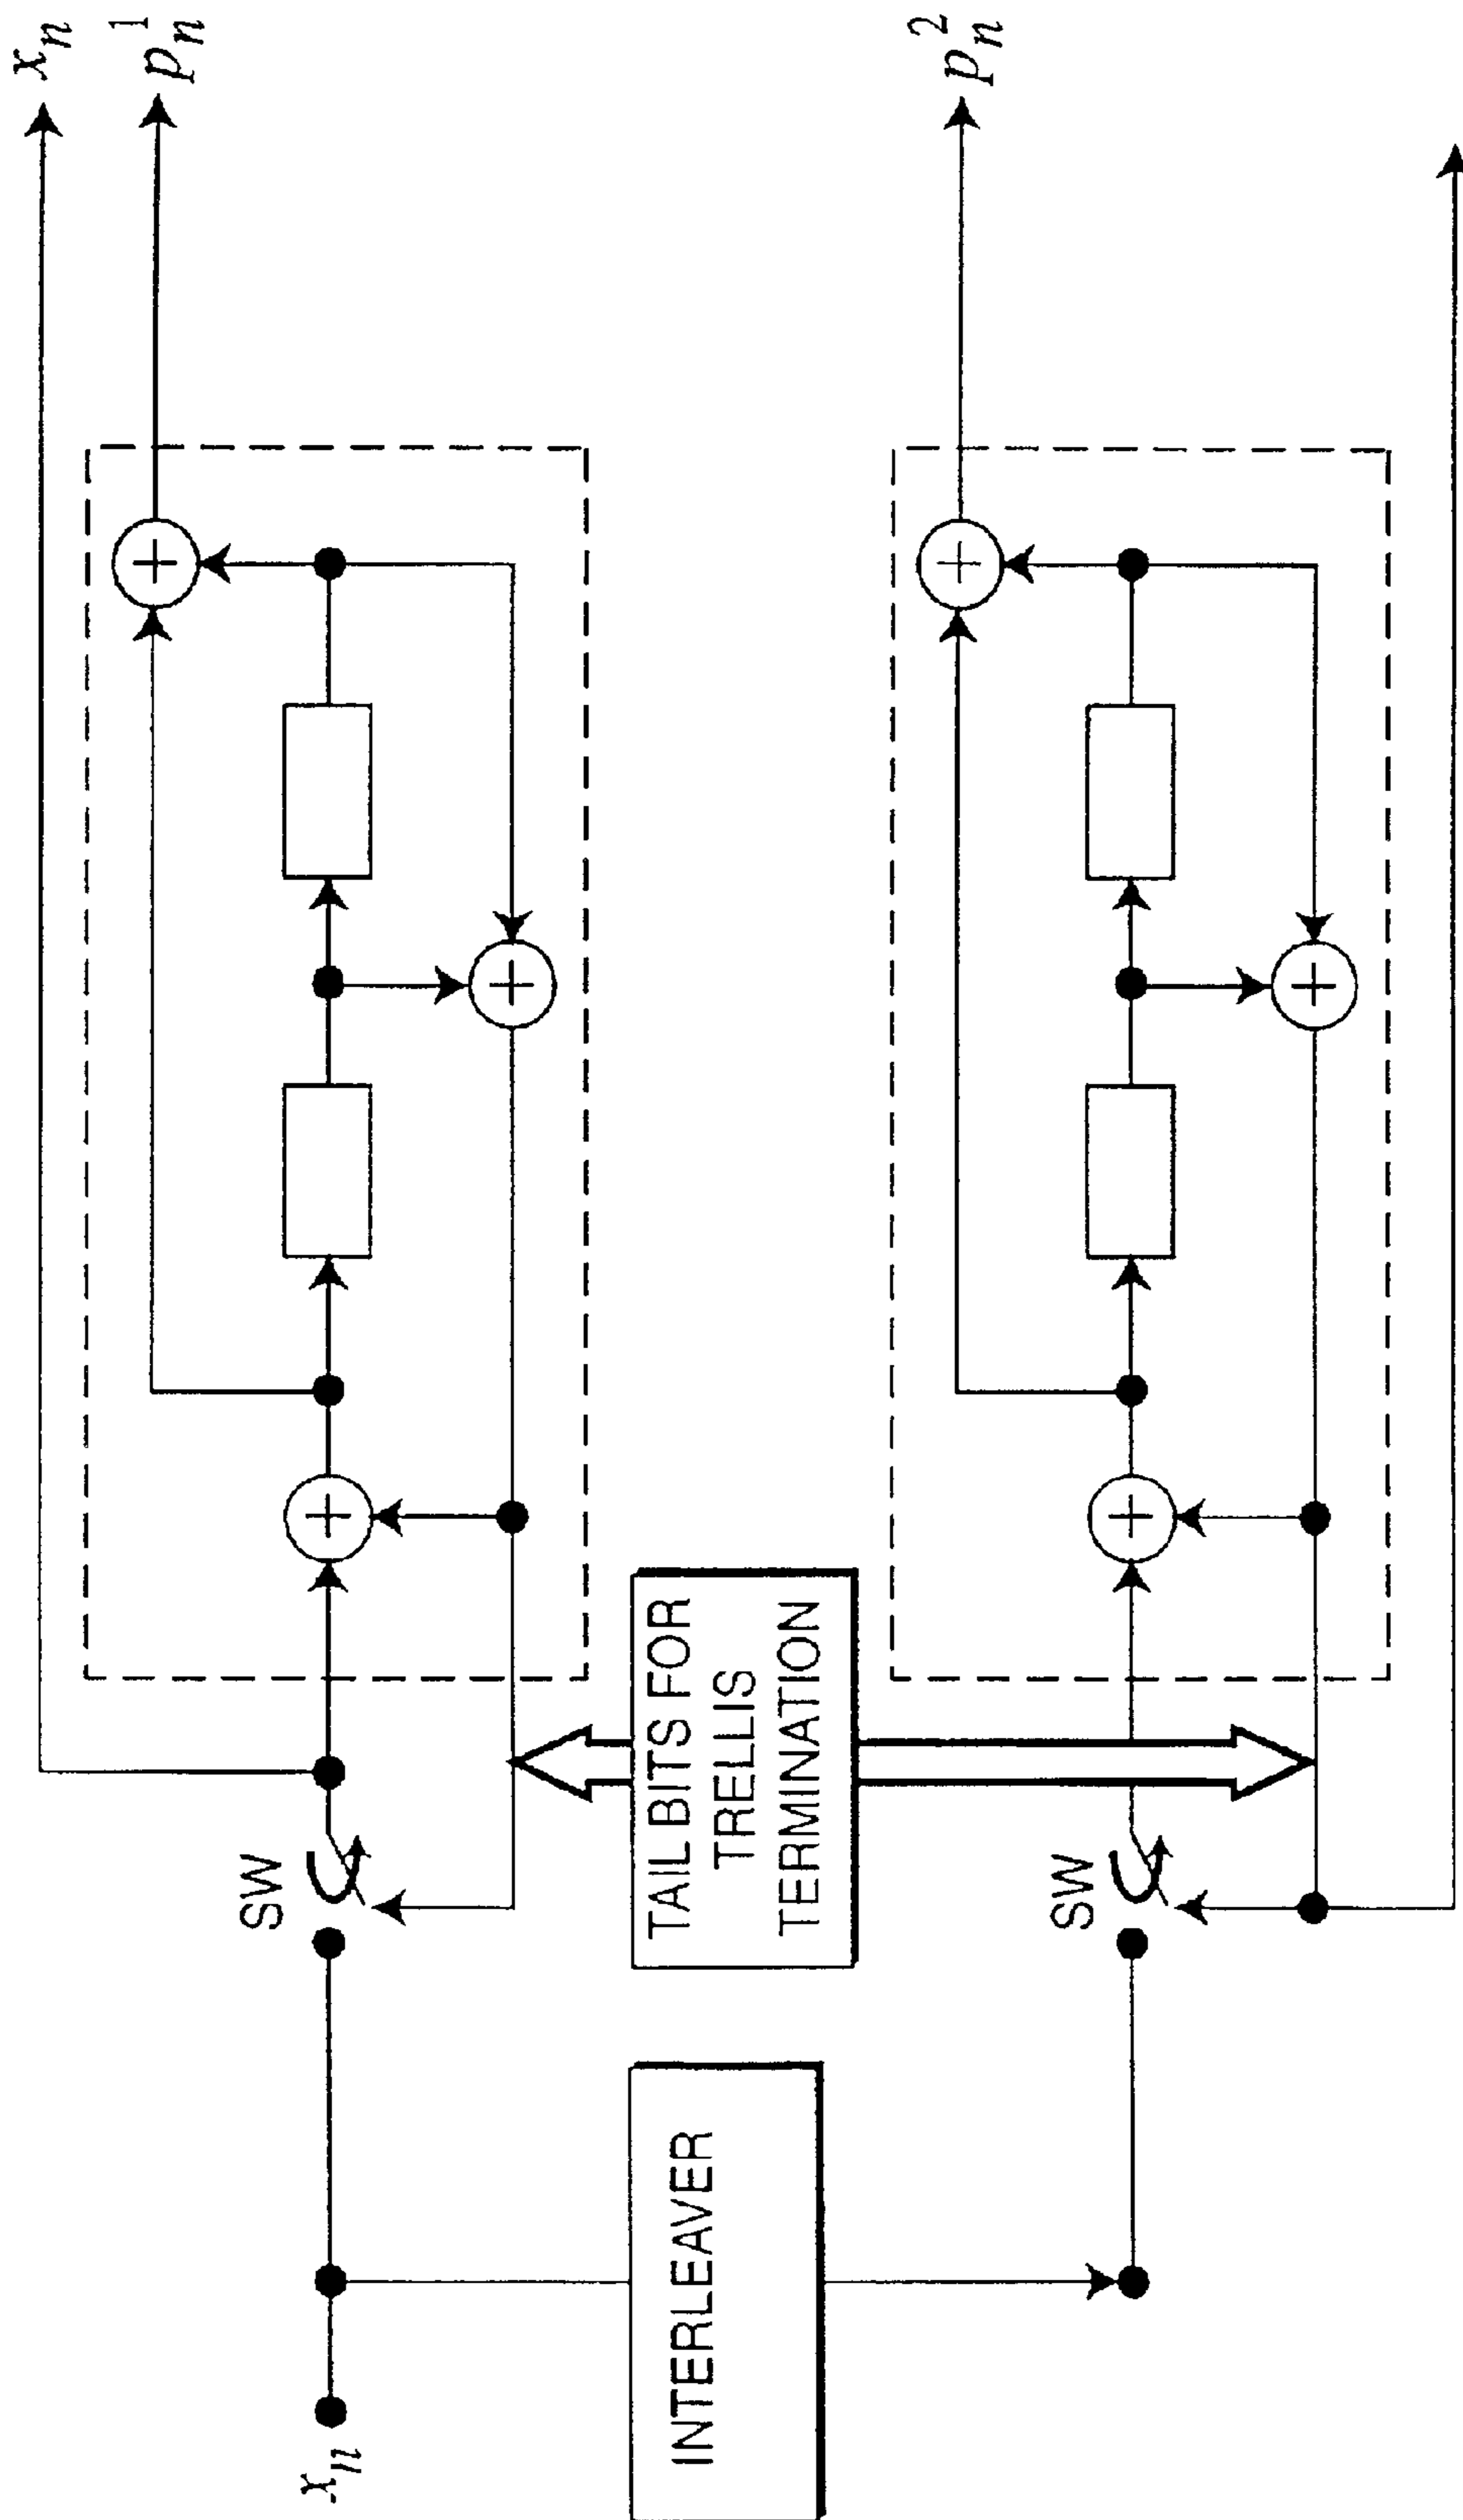 x_n
p_n^1
p_n^2
SW
TAIL BITS FOR
TRELLIS
TERMINATION
SW
INTERLEAVER
x_n